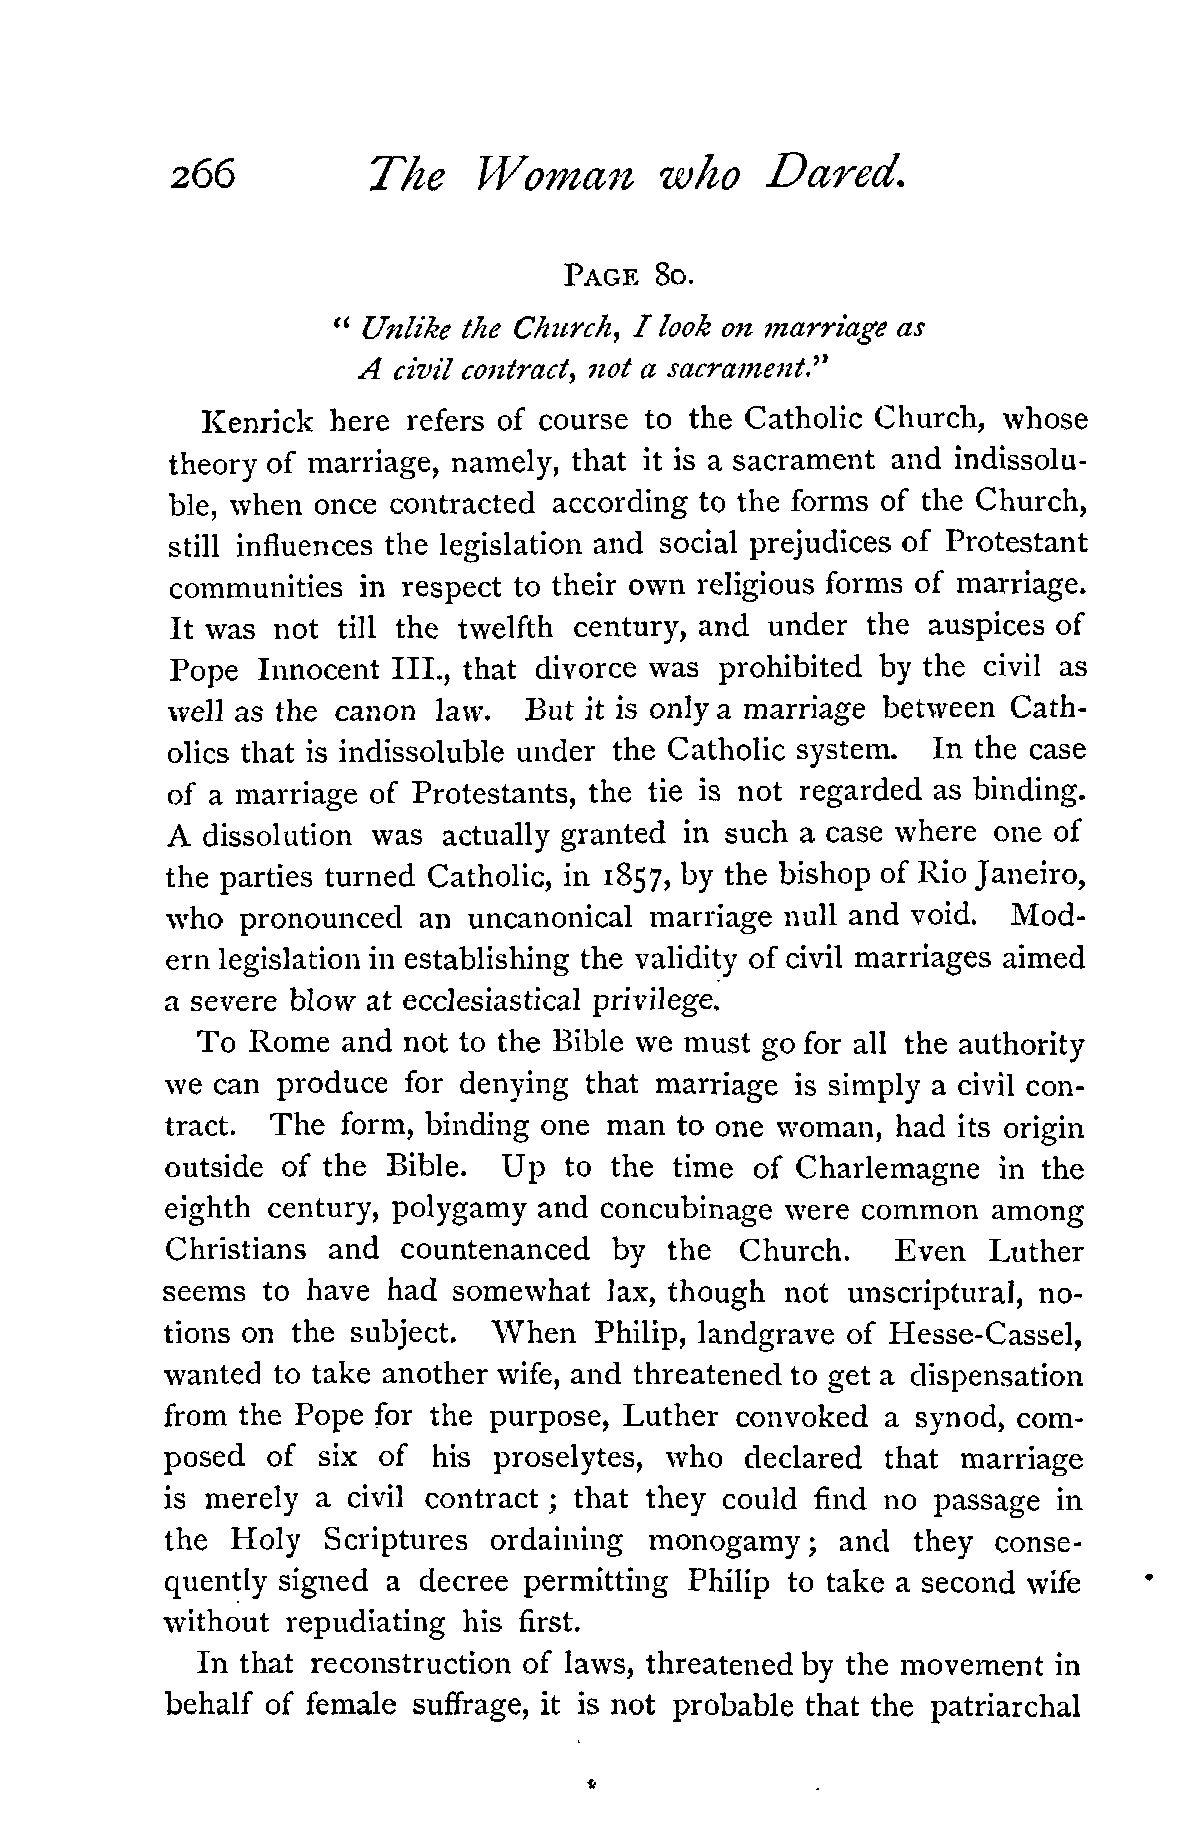 266 The Woman who Dared.
PAGE 80.
" Unlike the Church, I look on marriage as
A civil contract, not a sacrament."
Kenrick here refers of course to the Catholic Church, whose
theory of marriage, namely, that it is a sacrament and indissolu-
ble, when once contracted according to the forms of the Church,
still influences the legislation and social prejudices of Protestant
communities in respect to their own religious forms of marriage.
It was not till the twelfth century, and under the auspices of
Pope Innocent III., that divorce was prohibited by the civil as
well as the canon law. But it is only a marriage between Cath-
olics that is indissoluble under the Catholic system. In the case
of a marriage of Protestants, the tie is not regarded as binding.
A dissolution was actually granted in such a case where one of
the parties turned Catholic, in 1857, by the bishop of Rio Janeiro,
who pronounced an uncanonical marriage null and void. Mod-
ern legislation in establishing the validity of civil marriages aimed
a severe blow at ecclesiastical privilege.
To Rome and not to the Bible we must go for all the authority
we can produce for denying that marriage is simply a civil con-
tract. The form, binding one man to one woman, had its origin
outside of the Bible. Up to the time of Charlemagne in the
eighth century, polygamy and concubinage were common among
Christians and countenanced by the Church. Even Luther
seems to have had somewhat lax, though not unscriptural, no-
tions on the subject. When Philip, landgrave of Hesse-Cassel,
wanted to take another wife, and threatened to get a dispensation
from the Pope for the purpose, Luther convoked a synod, com-
posed of six of his proselytes, who declared that marriage
is merely a civil contract ; that they could find no passage in
the Holy Scriptures ordaining monogamy ; and they conse-
quently signed a decree permitting Philip to take a second wife
without repudiating his first.
In that reconstruction of laws, threatened by the movement in
behalf of female suffrage, it is not probable that the patriarchal